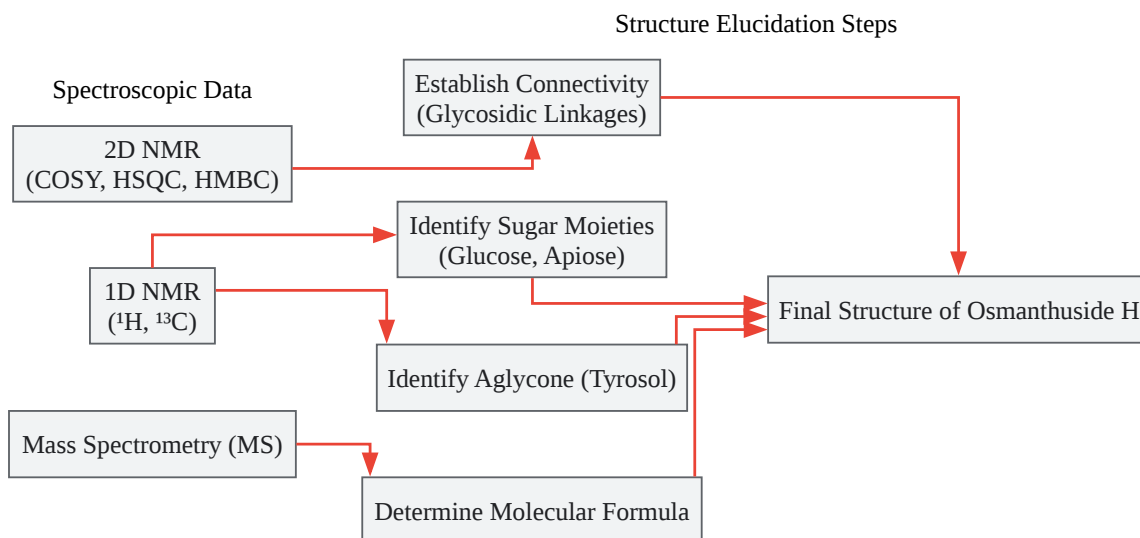 Structure Elucidation Steps
Spectroscopic Data
Establish Connectivity
(Glycosidic Linkages)
2D NMR
(COSY, HSQC, HMBC)
Identify Sugar Moieties
(Glucose, Apiose)
1D NMR
(¹H, ¹³C)
Final Structure of Osmanthuside H
Identify Aglycone (Tyrosol)
Mass Spectrometry (MS)
Determine Molecular Formula